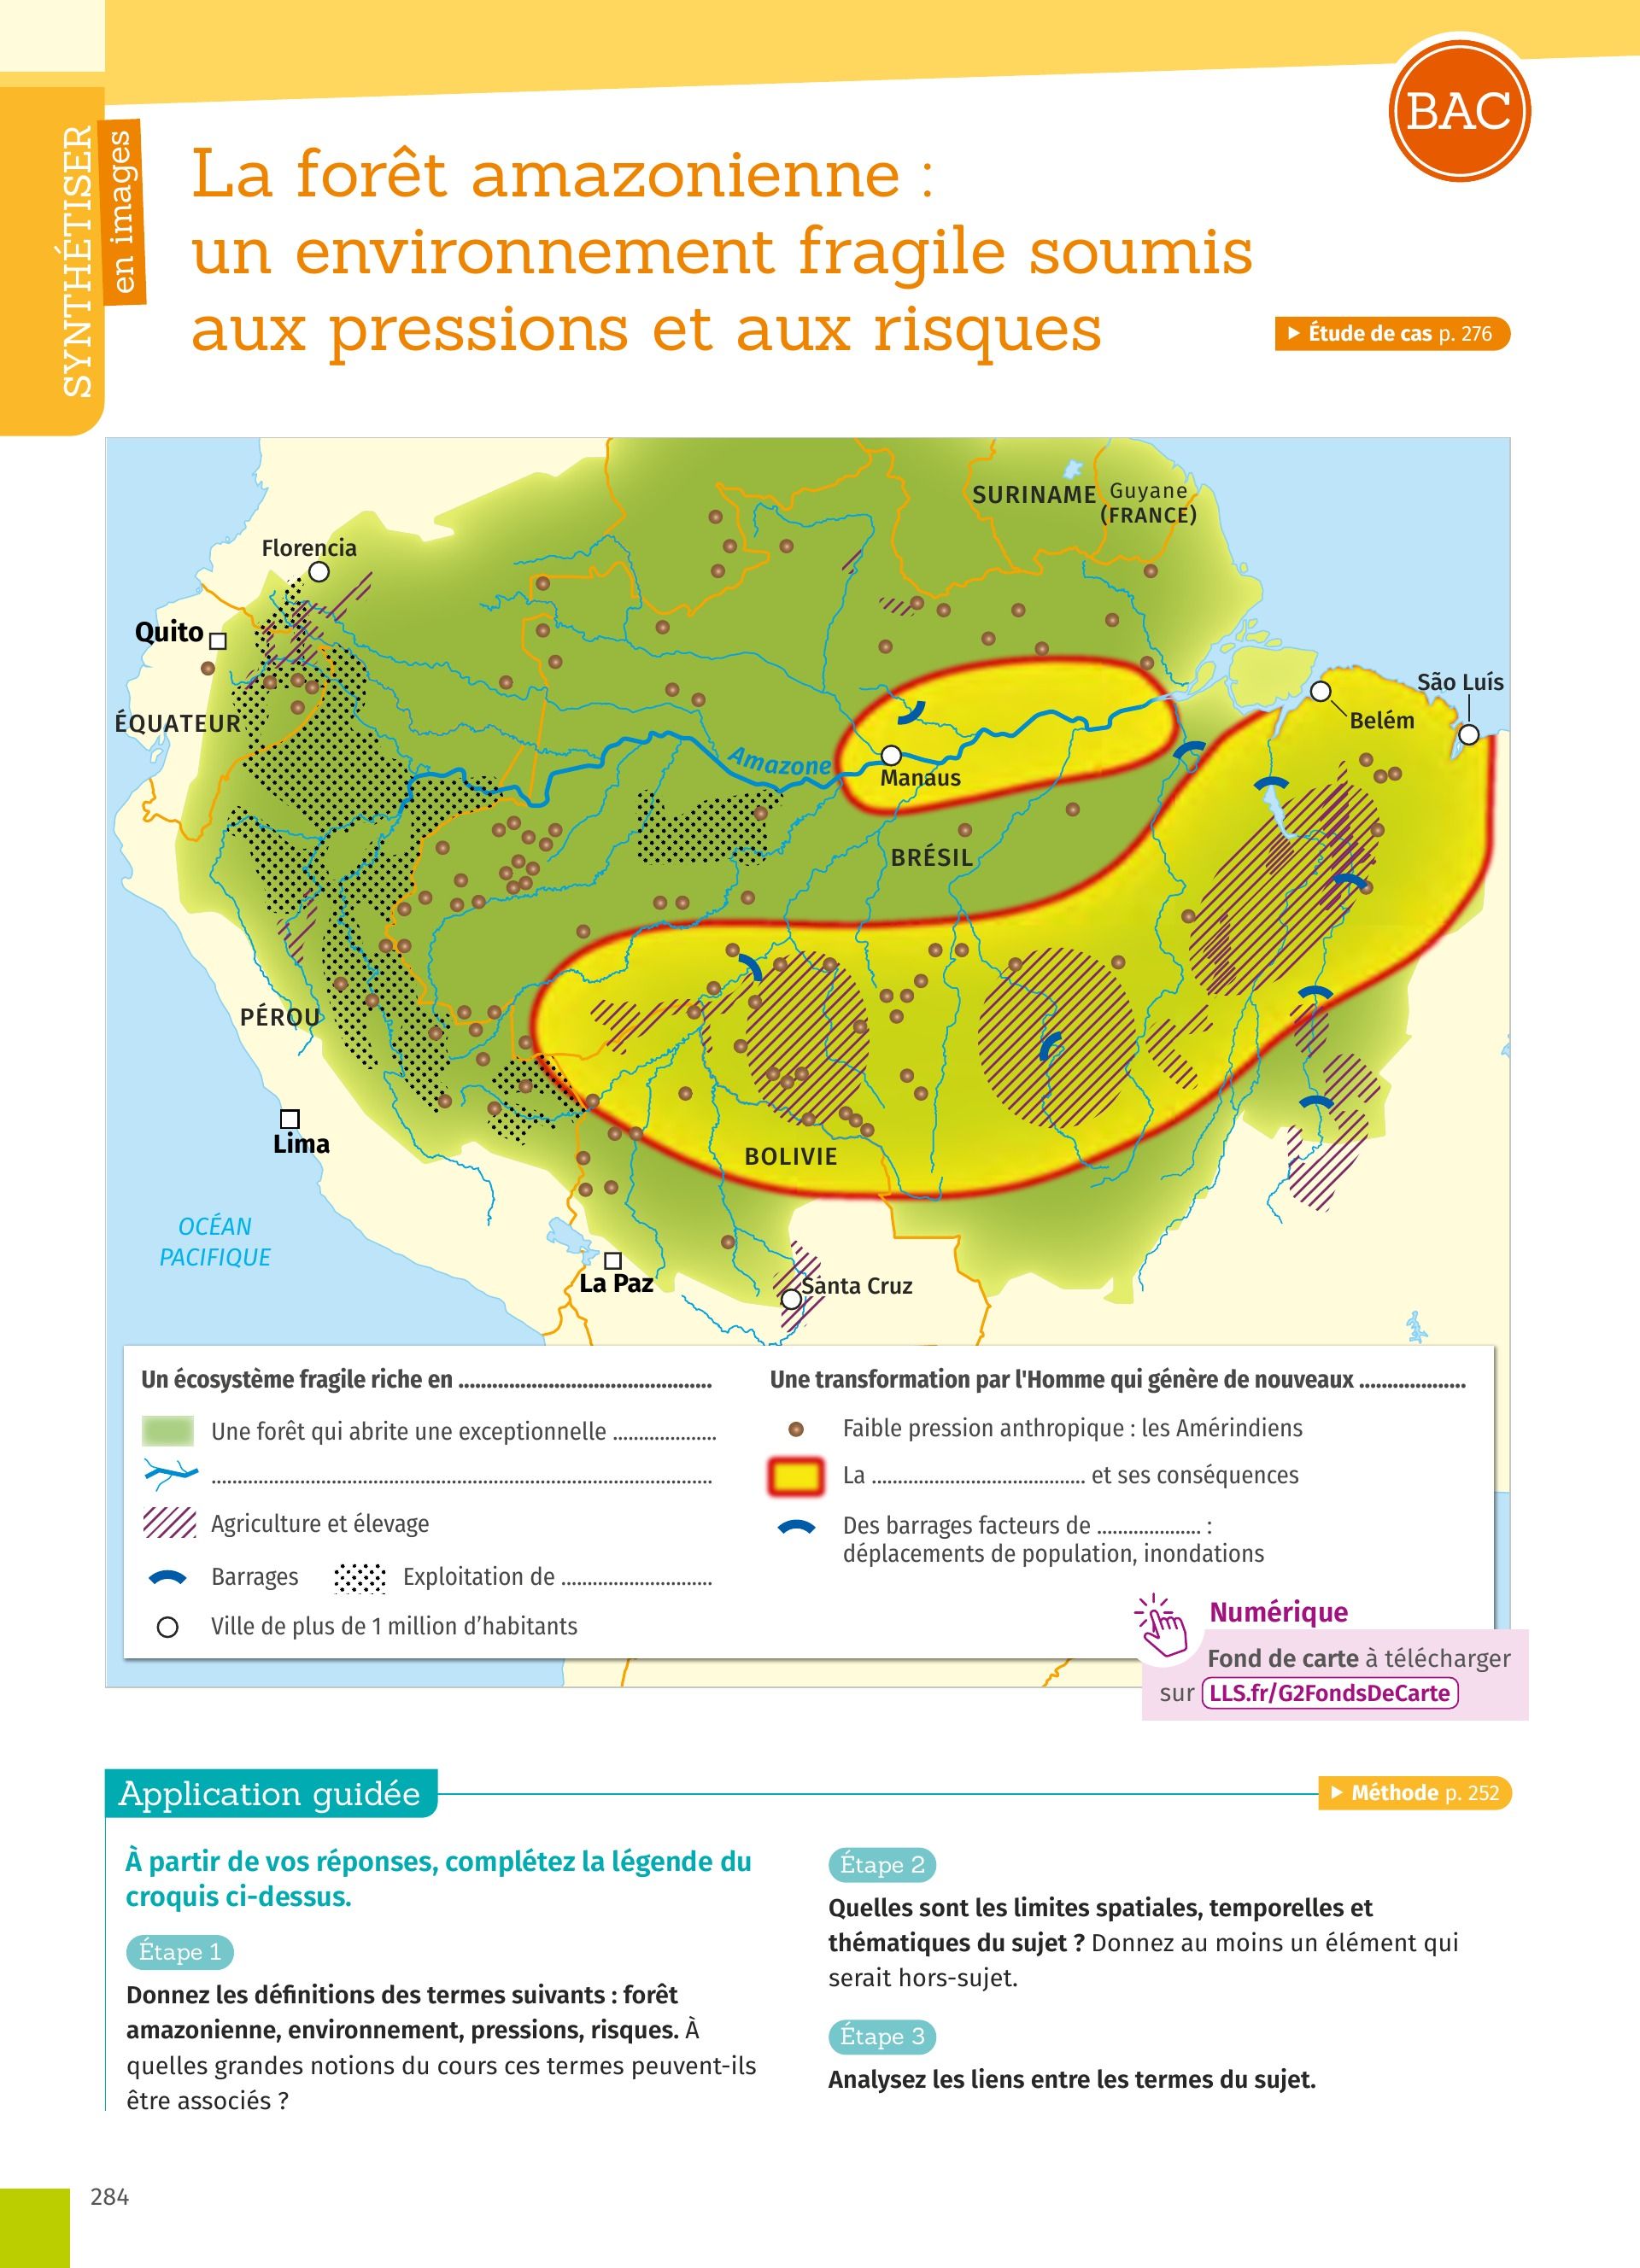 SYNTHÉTISER
en images
BAC
La forêt amazonienne :
un environnement fragile soumis
aux pressions et aux risques
Étude de cas p. 276
SURINAME
Guyane
(FRANCE)
Florencia
Quito
ÉQUATEUR
São Luís
Belém
Amazone
Manaus
BRÉSIL
PÉROU
Lima
BOLIVIE
OCÉAN
PACIFIQUE
La Paz
Santa Cruz
Un écosystème fragile riche en ................................................
Une forêt qui abrite une exceptionnelle ....................
................................................................................................
Agriculture et élevage
Barrages
Exploitation de .............................
Ville de plus de 1 million d’habitants
Une transformation par l'Homme qui génère de nouveaux ....................
Faible pression anthropique : les Amérindiens
La ......................................... et ses conséquences
Des barrages facteurs de .................... :
déplacements de population, inondations
Numérique
Fond de carte à télécharger
sur LLS.fr/G2FondsDeCarte
Application guidée
Méthode p. 252
À partir de vos réponses, complétez la légende du
croquis ci-dessus.
Étape 1
Donnez les définitions des termes suivants : forêt
amazonienne, environnement, pressions, risques. À
quelles grandes notions du cours ces termes peuvent-ils
être associés ?
Étape 2
Quelles sont les limites spatiales, temporelles et
thématiques du sujet ? Donnez au moins un élément qui
serait hors-sujet.
Étape 3
Analysez les liens entre les termes du sujet.
284